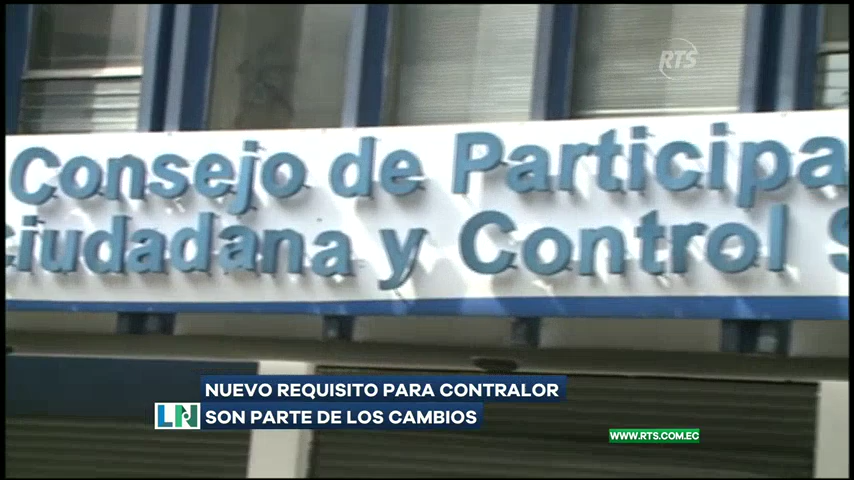 RTS
Consejo de Participa
ciudadana y Control S
NUEVO REQUISITO PARA CONTRALOR
LN SON PARTE DE LOS CAMBIOS
WWW.RTS.COM.EC